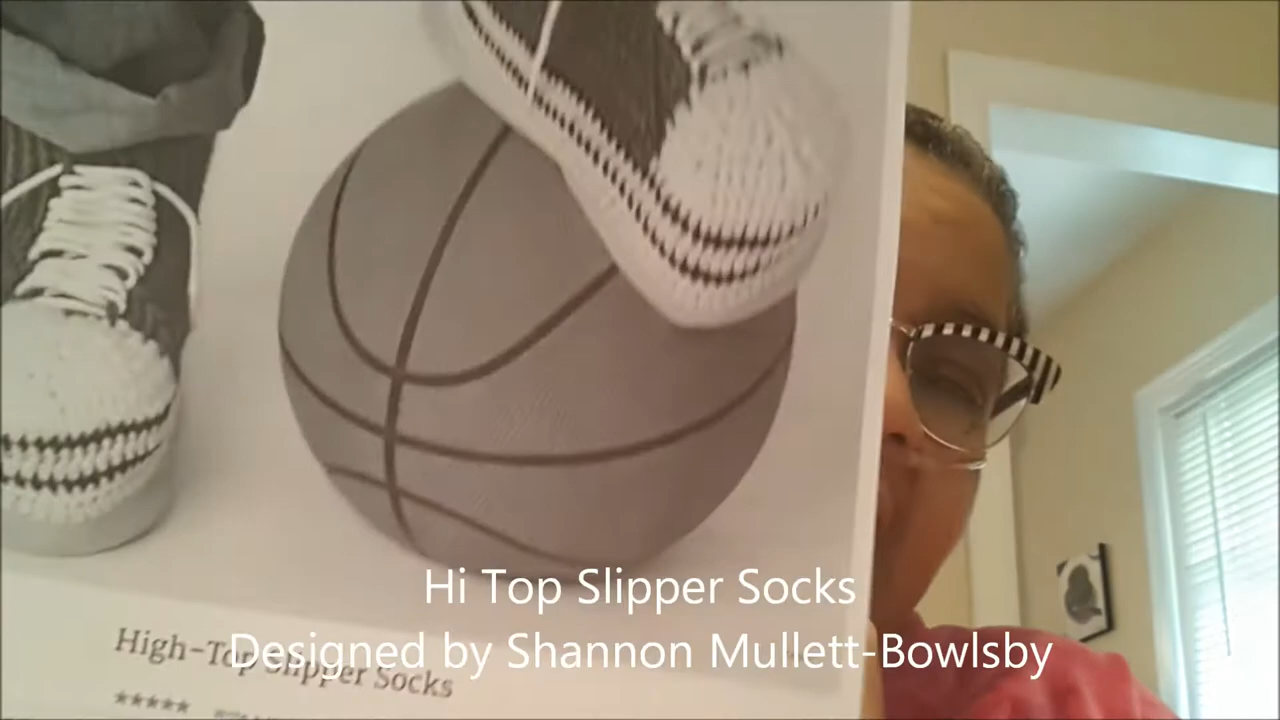 Hi Top Slipper Socks
Designed by Shannon Mullett-Bowlsby
High-Top Slipper Socks
★★★★★